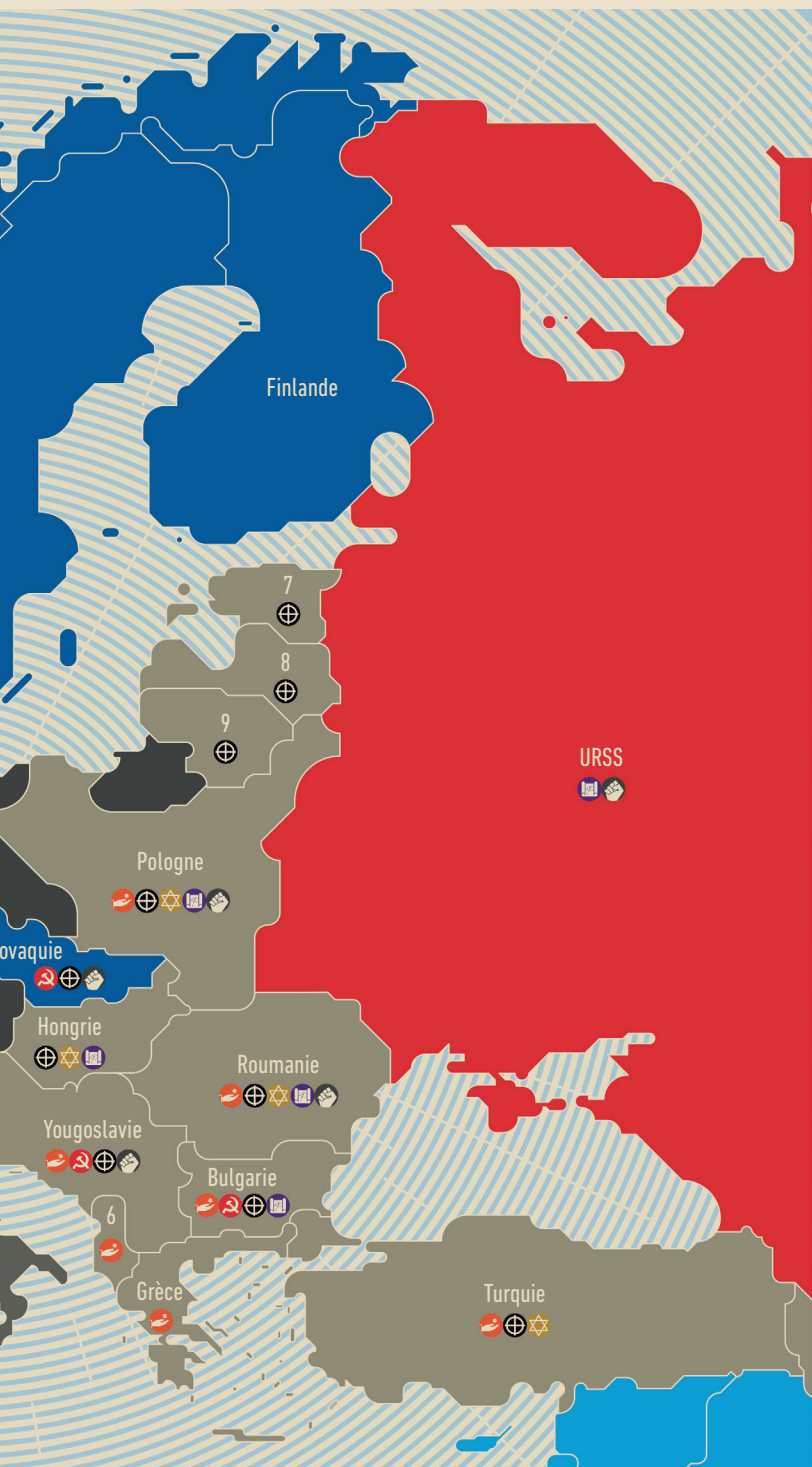 Finlande
7
8
9
URSS
Pologne
ovaquie
Hongrie
Roumanie
Yougoslavie
Bulgarie
6
Grèce
Turquie